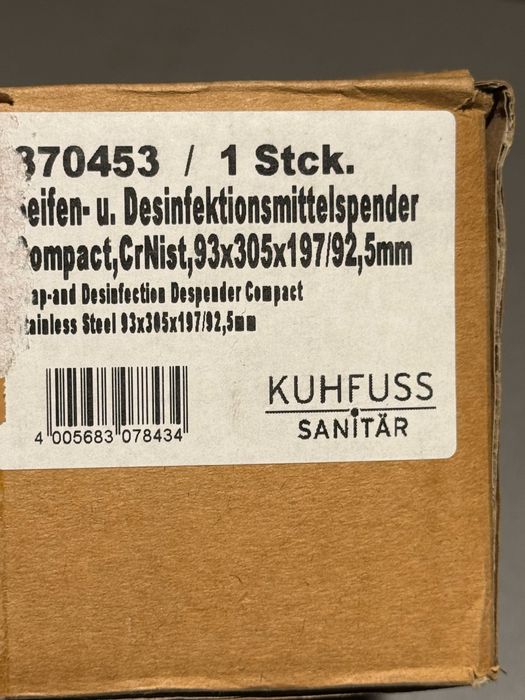 370453 / 1 Stck.
eifen- u. Desinfektionsmittelspender
ompact,CrNist,93x305x197/92,5mm
ap-and Desinfection Despender Compact
tainless Steel 93x305x197/92,5mm
4 005683 078434
KUHFUSS
SANITÄR